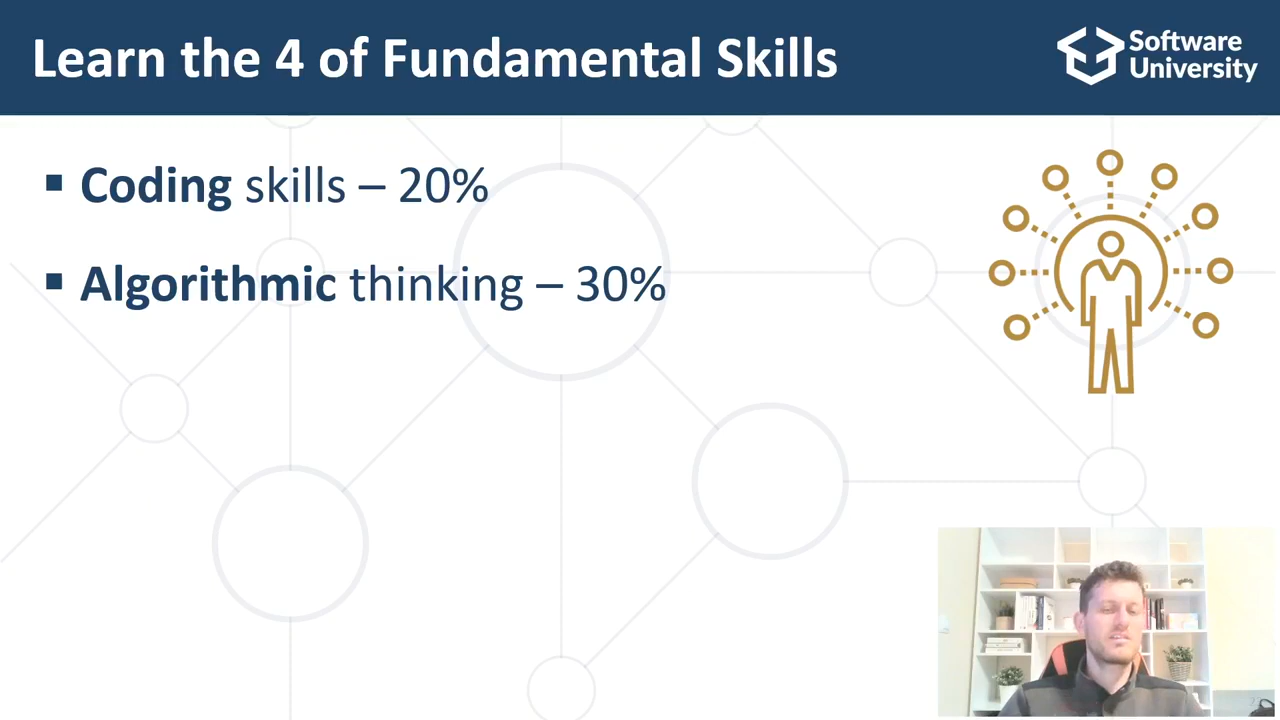 Learn the 4 of Fundamental Skills
Software
University
▪ Coding skills – 20%
▪ Algorithmic thinking – 30%